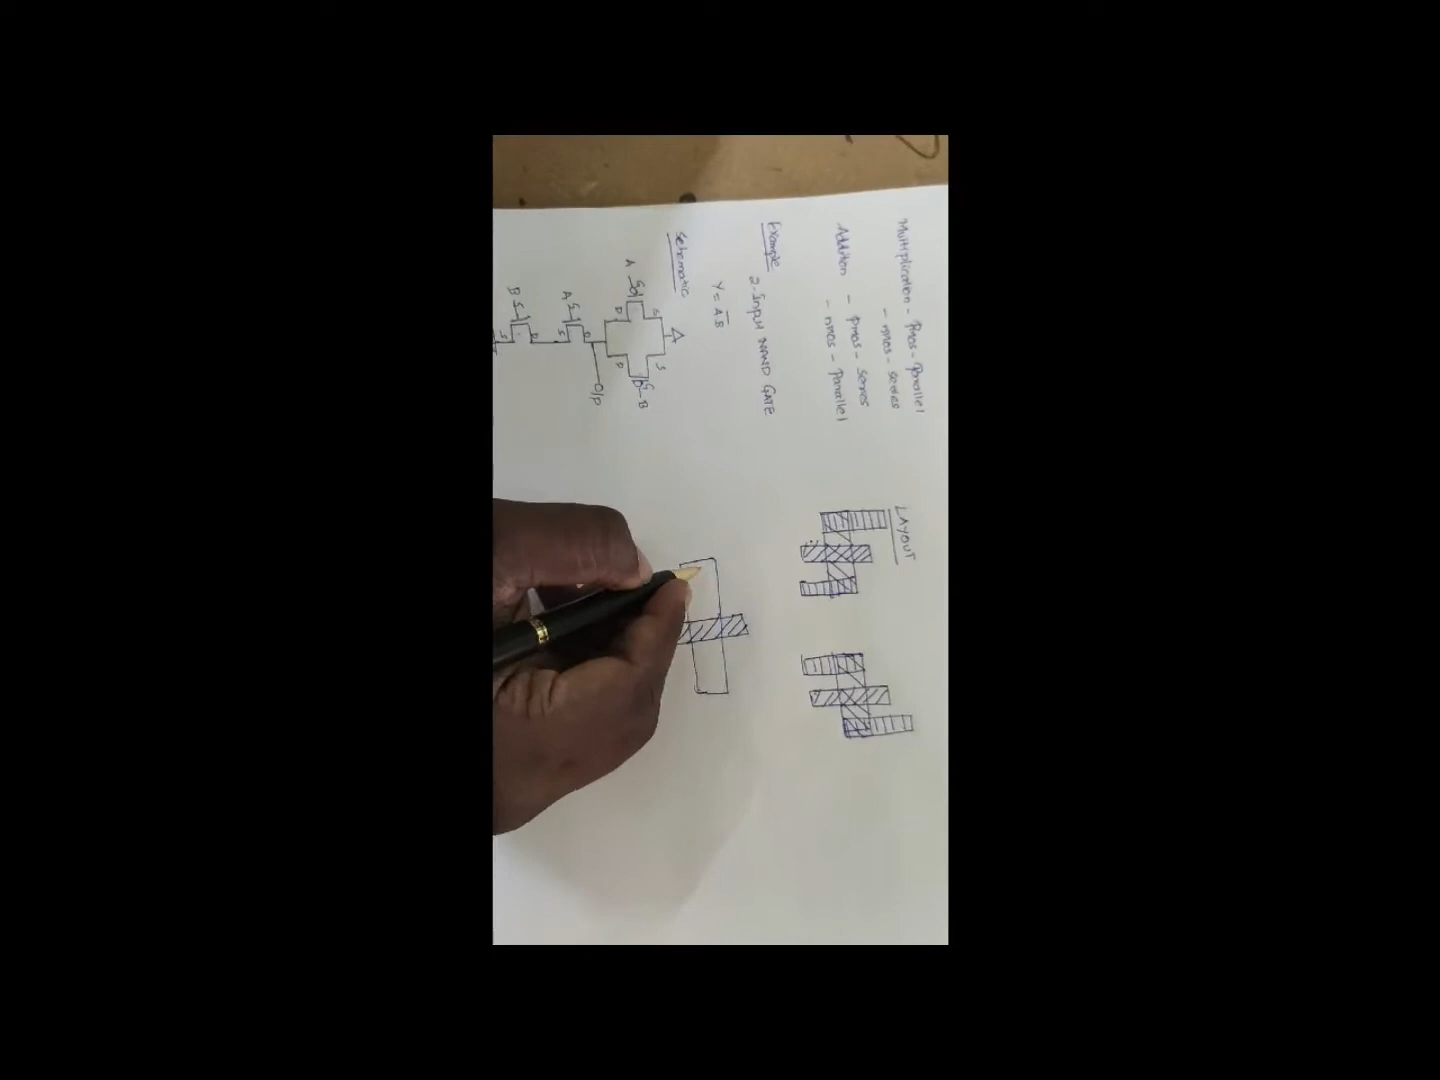 Multiplication - Pmos - Parallel
- nmos - series
Addition - Pmos - series
- nmos - Parallel
Example
2-Input NAND GATE
Y = A.B
Schematic
S
S
A G
G B
D
D
O/P
A G
D
S
B G
D
S
LAYOUT